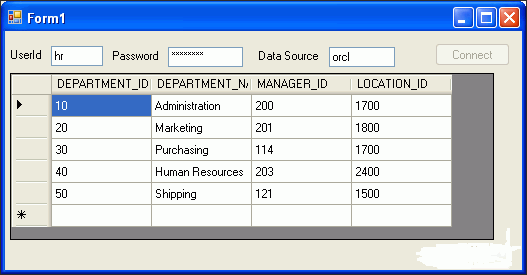 Form1
UserId hr Password ******** Data Source orcl Connect
DEPARTMENT_ID DEPARTMENT_NA MANAGER_ID LOCATION_ID
10 Administration 200 1700
20 Marketing 201 1800
30 Purchasing 114 1700
40 Human Resources 203 2400
50 Shipping 121 1500